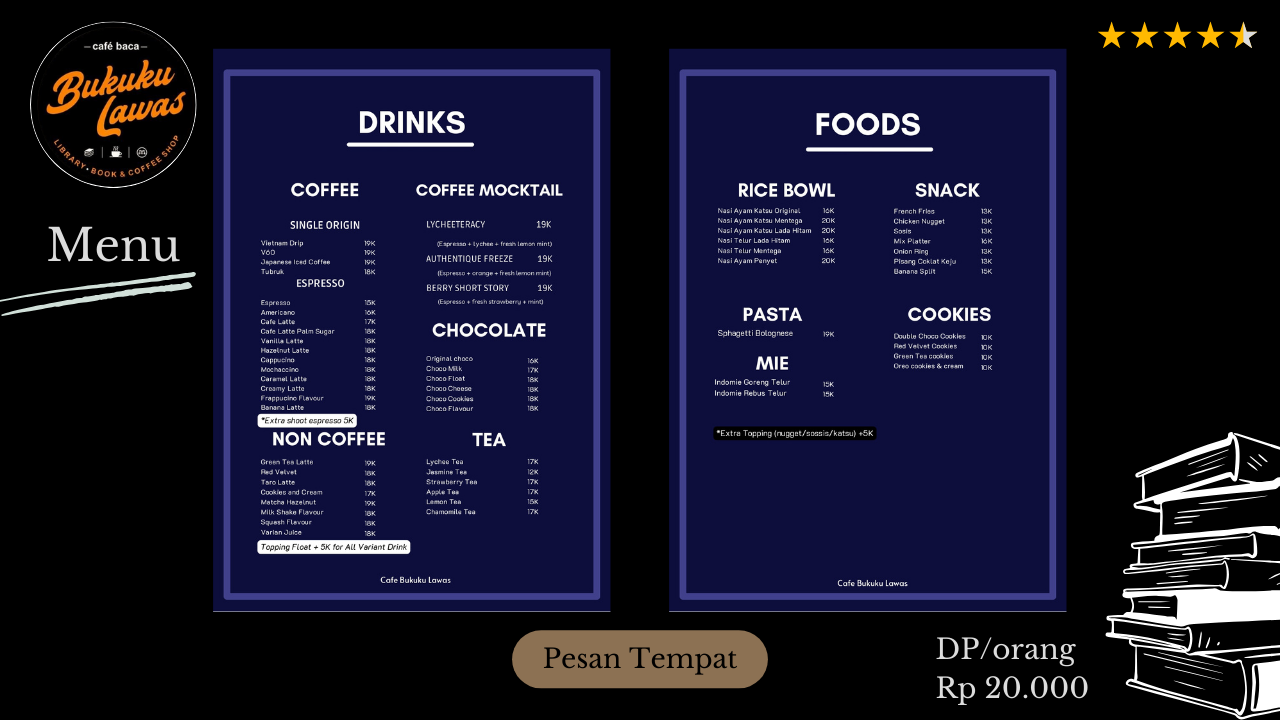 café baca
Bukuku
Lawas
LIBRARY • BOOK & COFFEE SHOP
Menu
DRINKS
COFFEE
SINGLE ORIGIN
Vietnam Drip 19K
V60 19K
Japanese Iced Coffee 19K
Tubruk 18K
ESPRESSO
Espresso 15K
Americano 16K
Cafe Latte 17K
Cafe Latte Palm Sugar 18K
Vanilla Latte 18K
Hazelnut Latte 18K
Cappucino 18K
Mochaccino 18K
Caramel Latte 18K
Creamy Latte 18K
Frappucino Flavour 19K
Banana Latte 18K
*Extra shoot espresso 5K
NON COFFEE
Green Tea Latte 19K
Red Velvet 18K
Taro Latte 18K
Cookies and Cream 17K
Matcha Hazelnut 19K
Milk Shake Flavour 18K
Squash Flavour 18K
Varian Juice 18K
Topping Float + 5K for All Variant Drink
COFFEE MOCKTAIL
LYCHEETERACY 19K
(Espresso + lychee + fresh lemon mint)
AUTHENTIQUE FREEZE 19K
(Espresso + orange + fresh lemon mint)
BERRY SHORT STORY 19K
(Espresso + fresh strawberry + mint)
CHOCOLATE
Original choco 16K
Choco Milk 17K
Choco Float 18K
Choco Cheese 18K
Choco Cookies 18K
Choco Flavour 18K
TEA
Lychee Tea 17K
Jasmine Tea 12K
Strawberry Tea 17K
Apple Tea 17K
Lemon Tea 15K
Chamomile Tea 17K
Cafe Bukuku Lawas
FOODS
RICE BOWL
Nasi Ayam Katsu Original 16K
Nasi Ayam Katsu Mentega 20K
Nasi Ayam Katsu Lada Hitam 20K
Nasi Telur Lada Hitam 16K
Nasi Telur Mentega 16K
Nasi Ayam Penyet 20K
PASTA
Sphagetti Bolognese 19K
MIE
Indomie Goreng Telur 15K
Indomie Rebus Telur 15K
*Extra Topping (nugget/sossis/katsu) +5K
SNACK
French Fries 13K
Chicken Nugget 13K
Sosis 13K
Mix Platter 16K
Onion Ring 13K
Pisang Coklat Keju 13K
Banana Split 15K
COOKIES
Double Choco Cookies 10K
Red Velvet Cookies 10K
Green Tea cookies 10K
Oreo cookies & cream 10K
Cafe Bukuku Lawas
Pesan Tempat
DP/orang
Rp 20.000